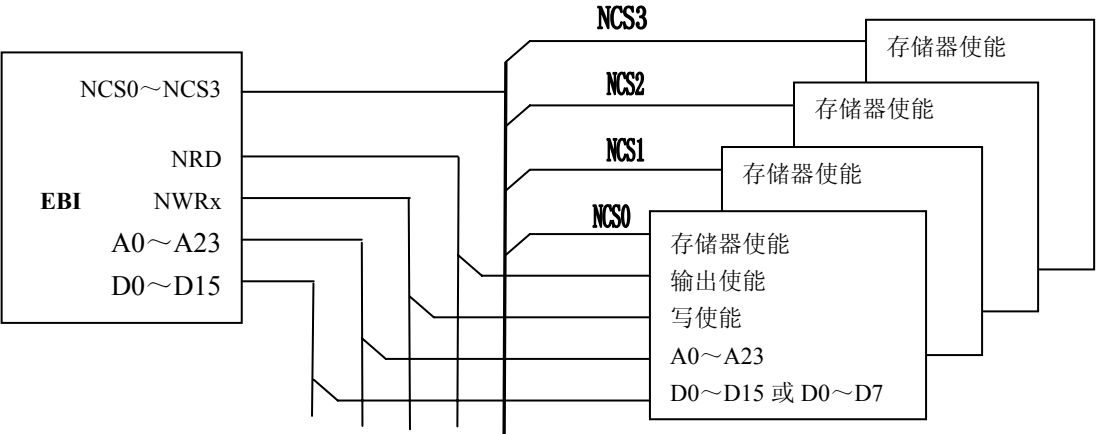 NCS3
存储器使能
NCS0～NCS3
NCS2
存储器使能
NRD
NCS1
存储器使能
EBI
NWRx
NCS0
A0～A23
存储器使能
D0～D15
输出使能
写使能
A0～A23
D0～D15 或 D0～D7